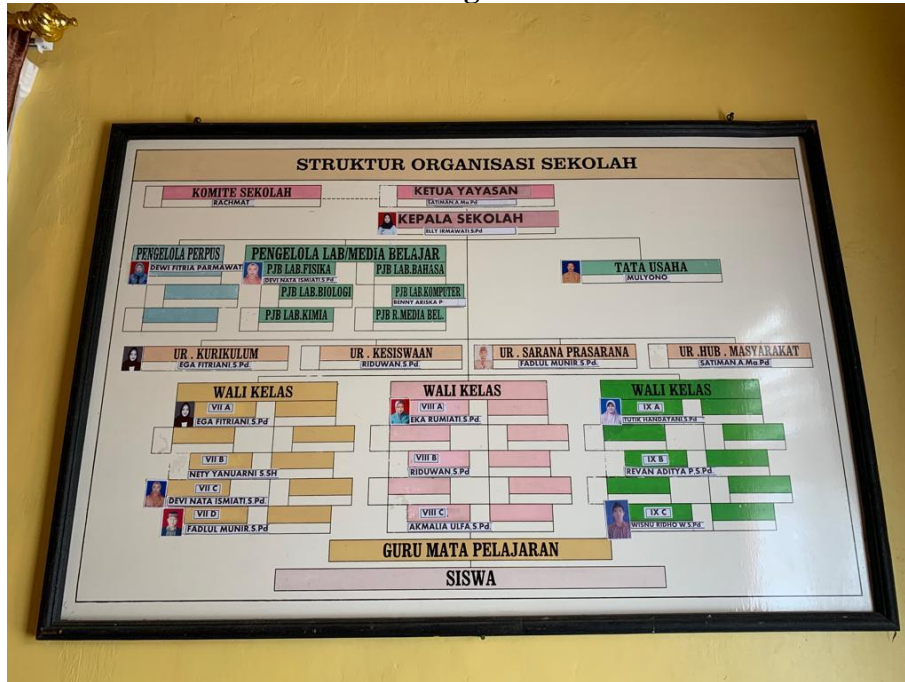 STRUKTUR ORGANISASI SEKOLAH
KOMITE SEKOLAH
RACHMAT
KETUA YAYASAN
SATIMAN.A.Ma.Pd
KEPALA SEKOLAH
ELLY IRMAWATI.S.Pd
PENGELOLA PERPUS
DEWI FITRIA PARMAWAT
PENGELOLA LAB/MEDIA BELAJAR
PJB LAB.FISIKA
DEVI NATA ISMIATI.S.Pd.
PJB LAB.BAHASA
PJB LAB.BIOLOGI
PJB LAB.KOMPUTER
BENNY ARISKA P
PJB LAB.KIMIA
PJB R.MEDIA BEL.
TATA USAHA
MULYONO
UR . KURIKULUM
EGA FITRIANI.S.Pd
UR . KESISWAAN
RIDUWAN.S.Pd
UR . SARANA PRASARANA
FADLUL MUNIR.S.Pd
UR .HUB . MASYARAKAT
SATIMAN.A.Ma.Pd
WALI KELAS
VII A
EGA FITRIANI.S.Pd
VII B
NETY YANUARNI S.SH
VII C
DEVI NATA ISMIATI S.Pd.
VII D
FADLUL MUNIR.S.Pd
WALI KELAS
VIII A
EKA RUMIATI.S.Pd
VIII B
RIDUWAN.S.Pd
VIII C
AKMALIA ULFA.S.Pd
WALI KELAS
IX A
TUTIK HANDAYANI.S.Pd
IX B
REVAN ADITYA P.S.Pd
IX C
WISNU RIDHO W.S.Pd
GURU MATA PELAJARAN
SISWA